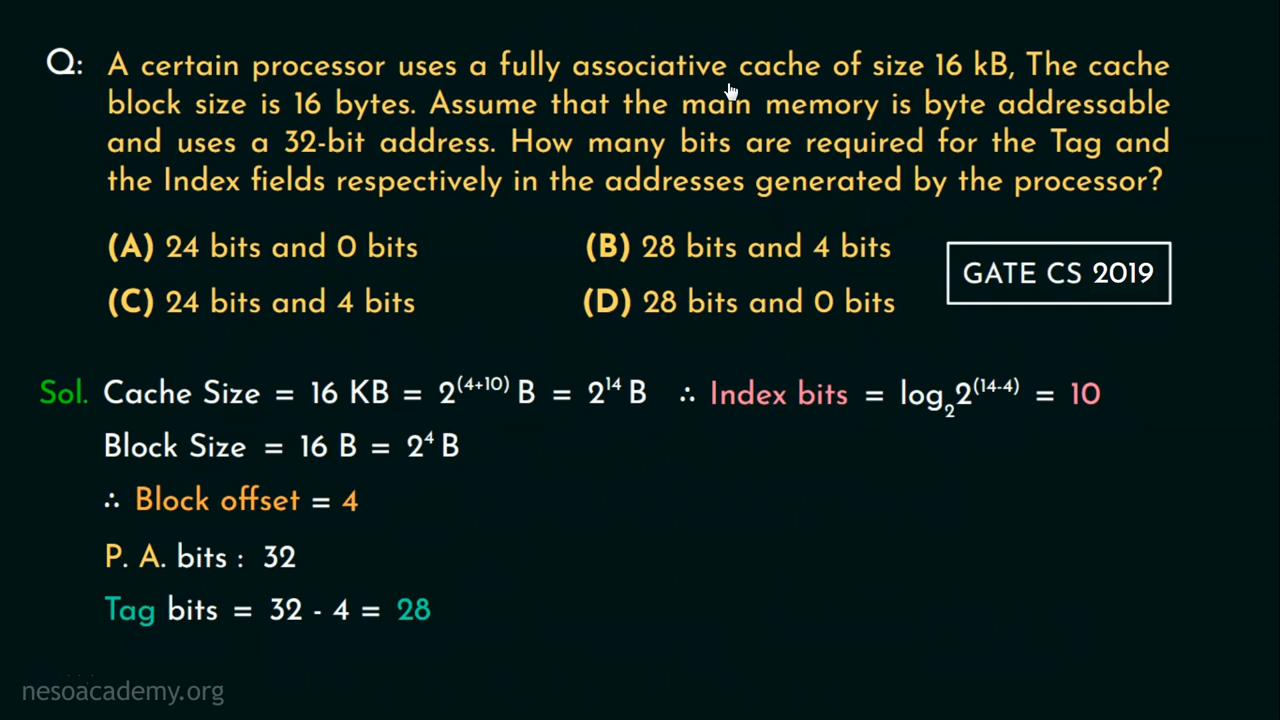 Q: A certain processor uses a fully associative cache of size 16 kB, The cache
block size is 16 bytes. Assume that the main memory is byte addressable
and uses a 32-bit address. How many bits are required for the Tag and
the Index fields respectively in the addresses generated by the processor?
(A) 24 bits and 0 bits (B) 28 bits and 4 bits
GATE CS 2019
(C) 24 bits and 4 bits (D) 28 bits and 0 bits
Sol. Cache Size = 16 KB = 2^(4+10) B = 2^14 B ∴ Index bits = log₂2^(14-4) = 10
Block Size = 16 B = 2⁴ B
∴ Block offset = 4
P. A. bits : 32
Tag bits = 32 - 4 = 28
nesoacademy.org